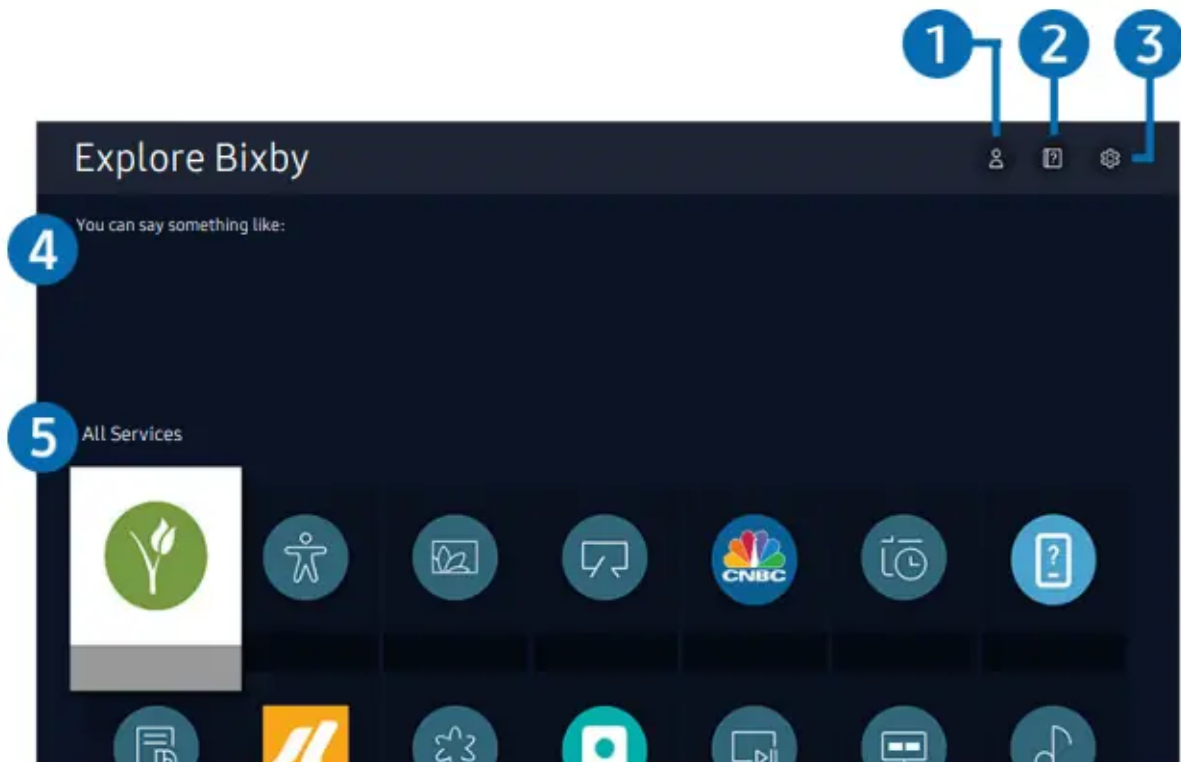 1 2 3
Explore Bixby
4
You can say something like:
5
All Services
CNBC
?